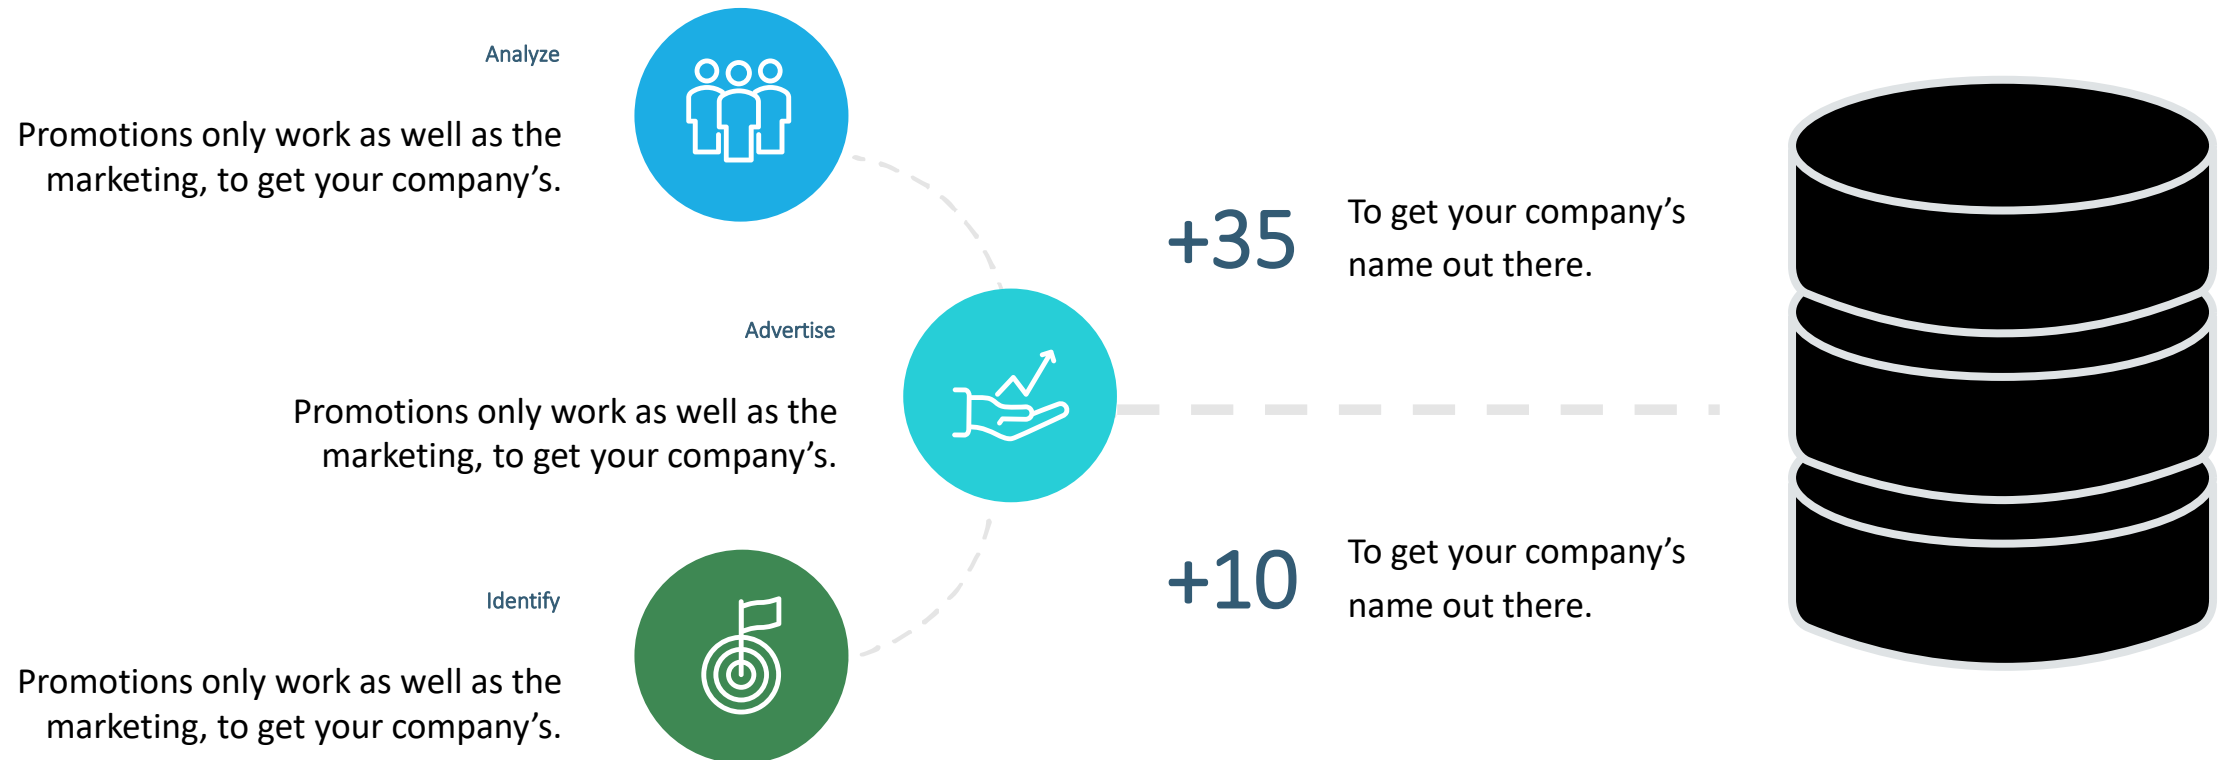 Analyze
Promotions only work as well as the
marketing, to get your company’s.
Advertise
Promotions only work as well as the
marketing, to get your company’s.
Identify
Promotions only work as well as the
marketing, to get your company’s.
+35
To get your company’s
name out there.
+10
To get your company’s
name out there.